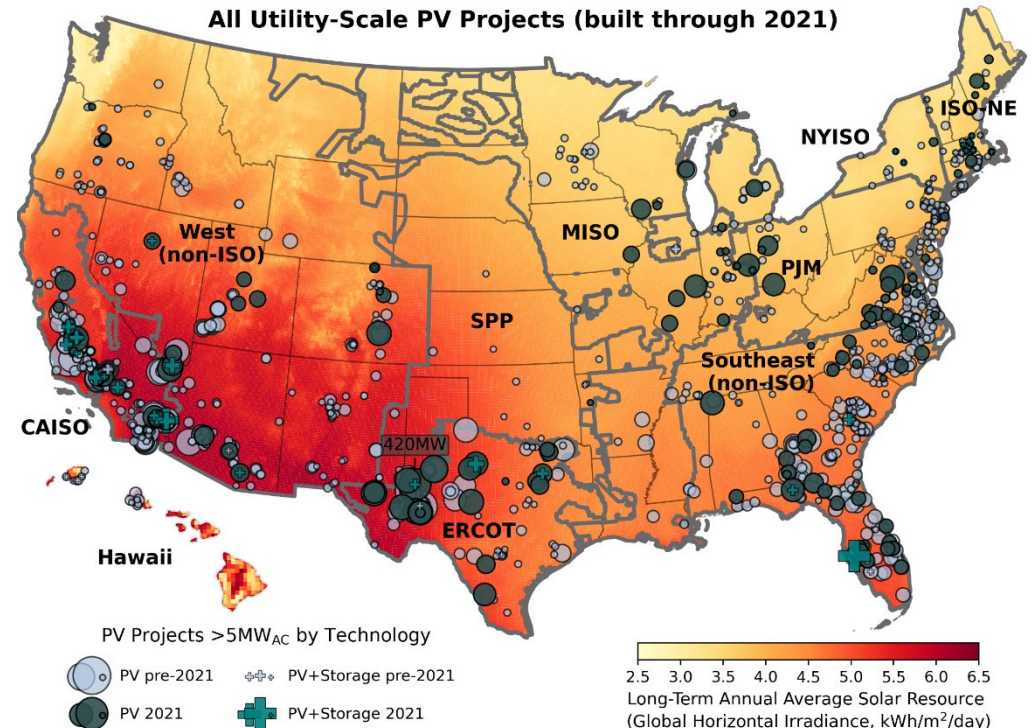 All Utility-Scale PV Projects (built through 2021)
ISO-NE
NYISO
West
(non-ISO)
MISO
PJM
SPP
Southeast
(non-ISO)
CAISO
420MW
ERCOT
Hawaii
PV Projects >5MWAC by Technology
PV pre-2021
PV+Storage pre-2021
PV 2021
PV+Storage 2021
2.5 3.0 3.5 4.0 4.5 5.0 5.5 6.0 6.5
Long-Term Annual Average Solar Resource
(Global Horizontal Irradiance, kWh/m²/day)